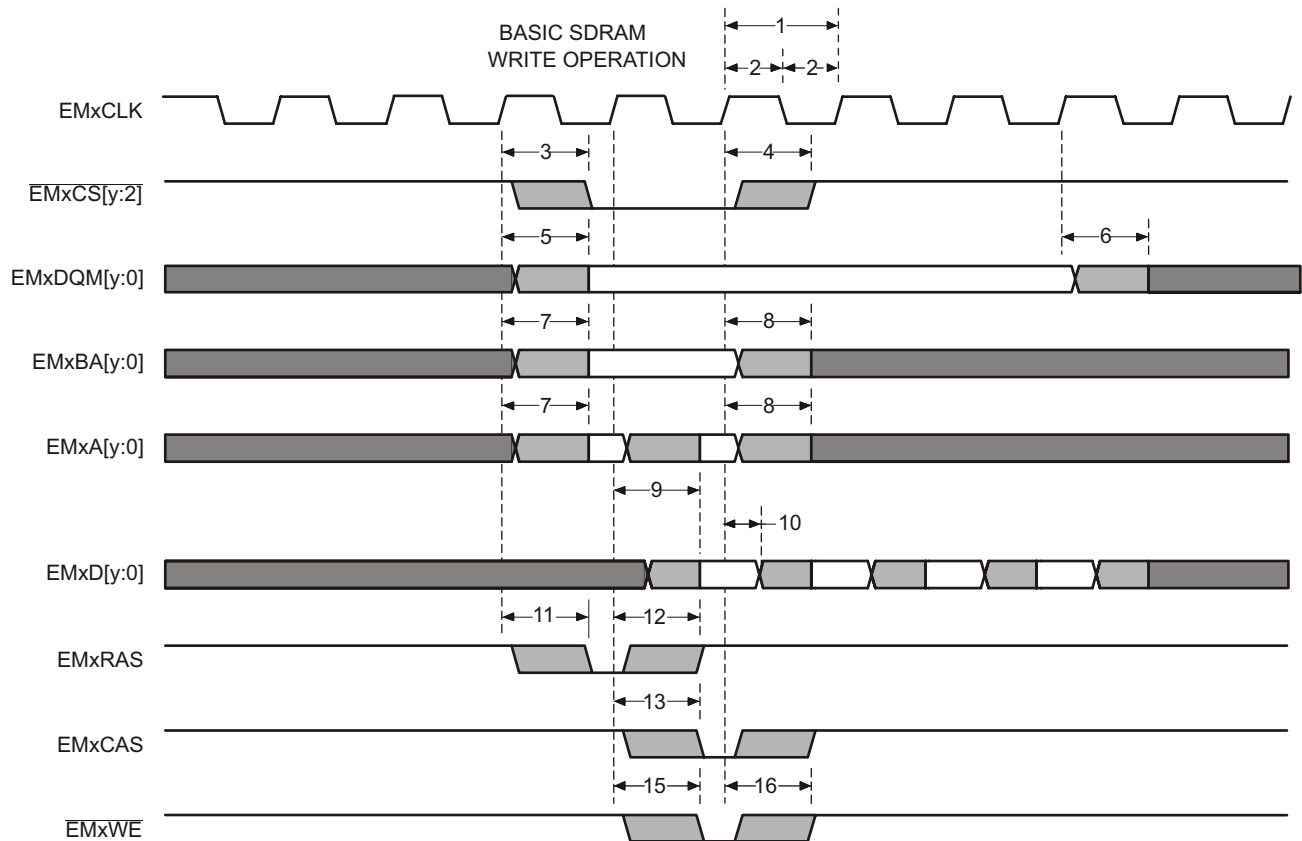 BASIC SDRAM
WRITE OPERATION
1
2 2
EMxCLK
3 4
EMxCS[y:2]
5 6
EMxDQM[y:0]
7 8
EMxBA[y:0]
7 8
EMxA[y:0]
9
10
EMxD[y:0]
11 12
EMxRAS
13
EMxCAS
15 16
EMxWE